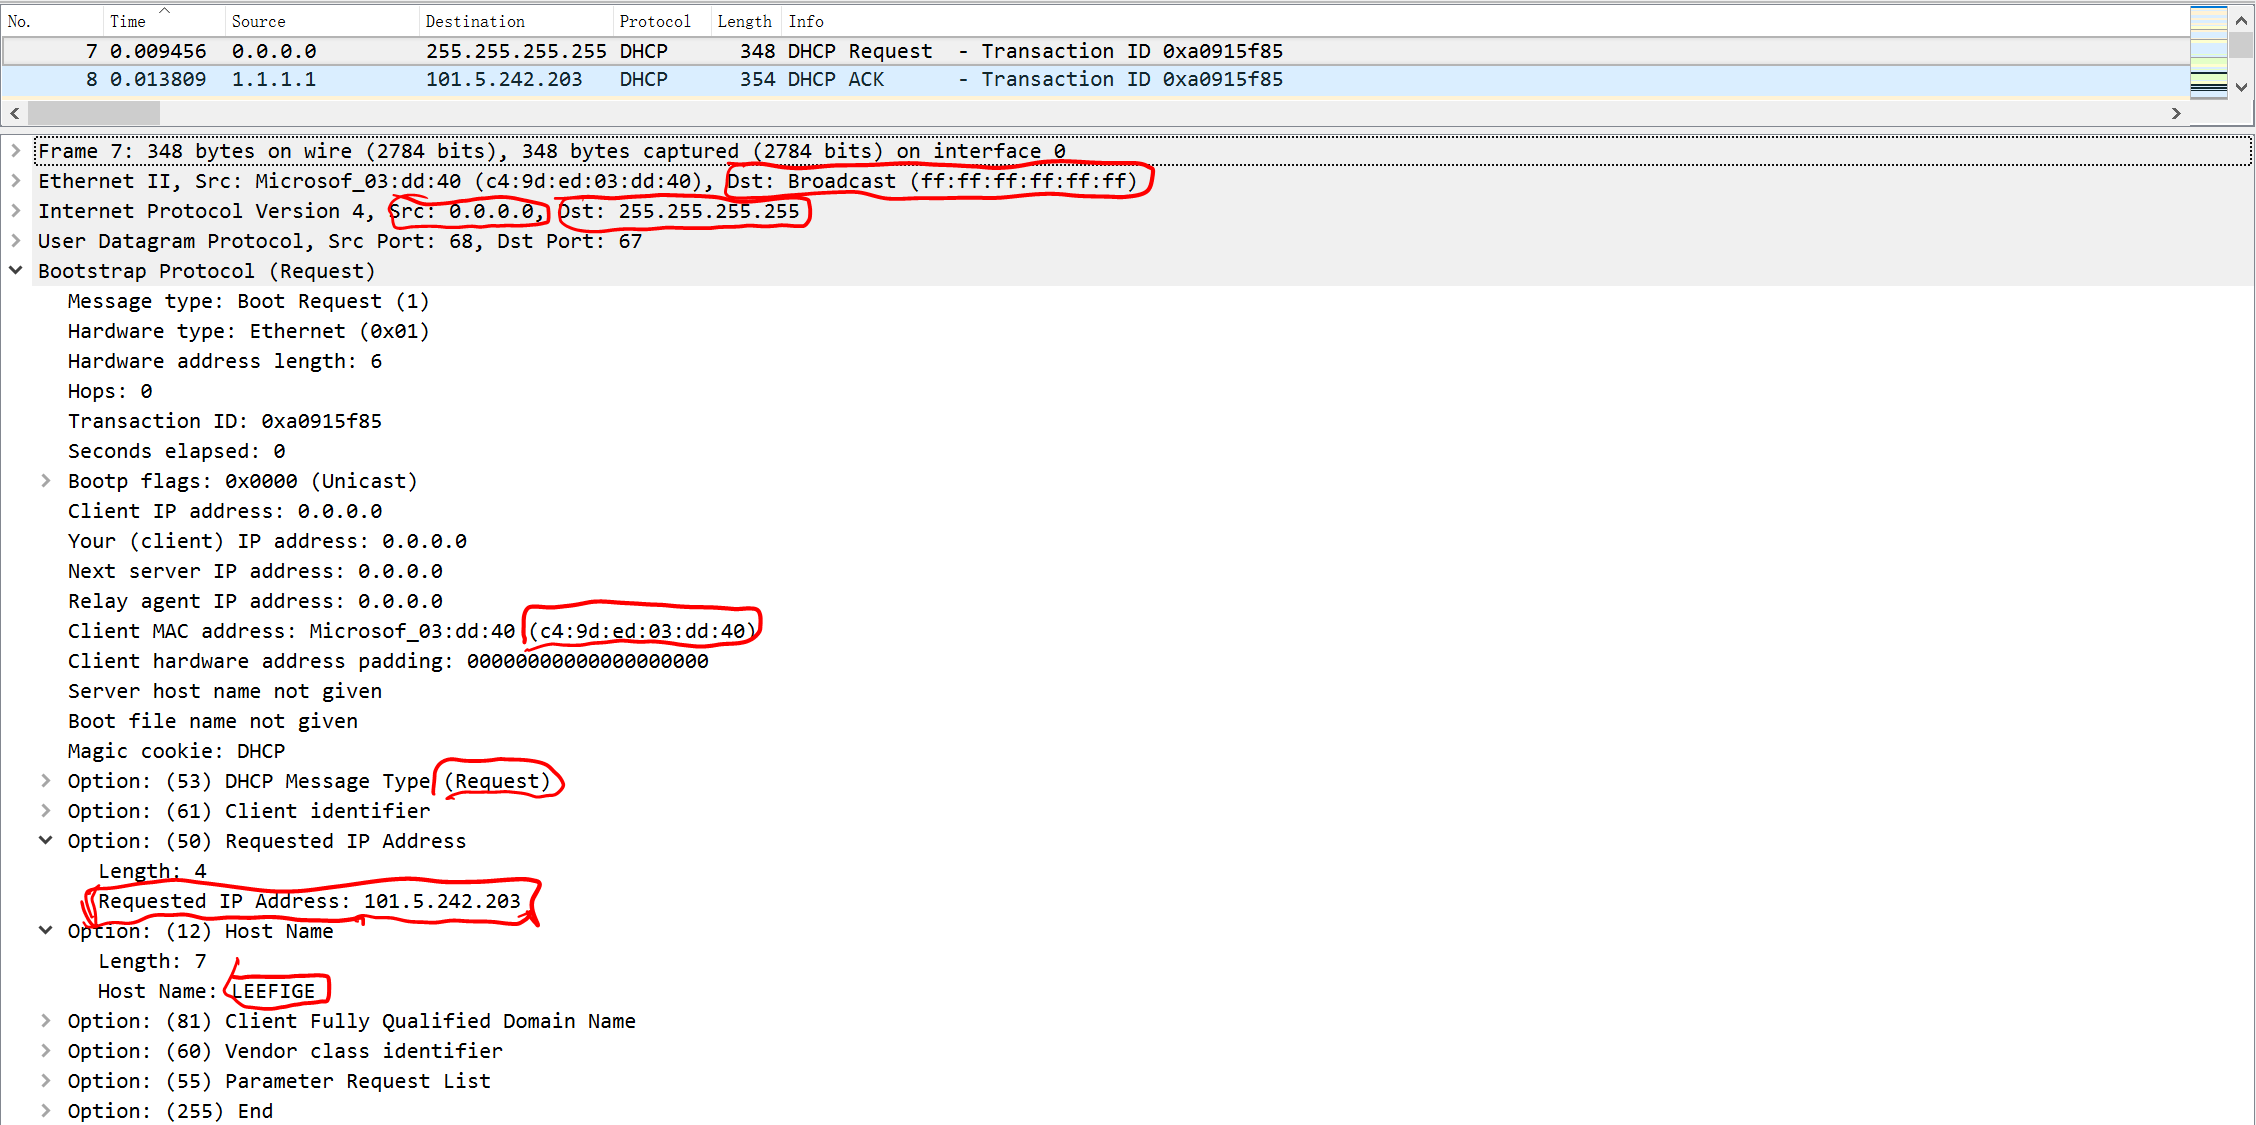 No. Time Source Destination Protocol Length Info
7 0.009456 0.0.0.0 255.255.255.255 DHCP 348 DHCP Request - Transaction ID 0xa0915f85
8 0.013809 1.1.1.1 101.5.242.203 DHCP 354 DHCP ACK - Transaction ID 0xa0915f85
Frame 7: 348 bytes on wire (2784 bits), 348 bytes captured (2784 bits) on interface 0
Ethernet II, Src: Microsof_03:dd:40 (c4:9d:ed:03:dd:40), Dst: Broadcast (ff:ff:ff:ff:ff:ff)
Internet Protocol Version 4, Src: 0.0.0.0, Dst: 255.255.255.255
User Datagram Protocol, Src Port: 68, Dst Port: 67
Bootstrap Protocol (Request)
Message type: Boot Request (1)
Hardware type: Ethernet (0x01)
Hardware address length: 6
Hops: 0
Transaction ID: 0xa0915f85
Seconds elapsed: 0
Bootp flags: 0x0000 (Unicast)
Client IP address: 0.0.0.0
Your (client) IP address: 0.0.0.0
Next server IP address: 0.0.0.0
Relay agent IP address: 0.0.0.0
Client MAC address: Microsof_03:dd:40 (c4:9d:ed:03:dd:40)
Client hardware address padding: 00000000000000000000
Server host name not given
Boot file name not given
Magic cookie: DHCP
Option: (53) DHCP Message Type (Request)
Option: (61) Client identifier
Option: (50) Requested IP Address
Length: 4
Requested IP Address: 101.5.242.203
Option: (12) Host Name
Length: 7
Host Name: LEEFIGE
Option: (81) Client Fully Qualified Domain Name
Option: (60) Vendor class identifier
Option: (55) Parameter Request List
Option: (255) End